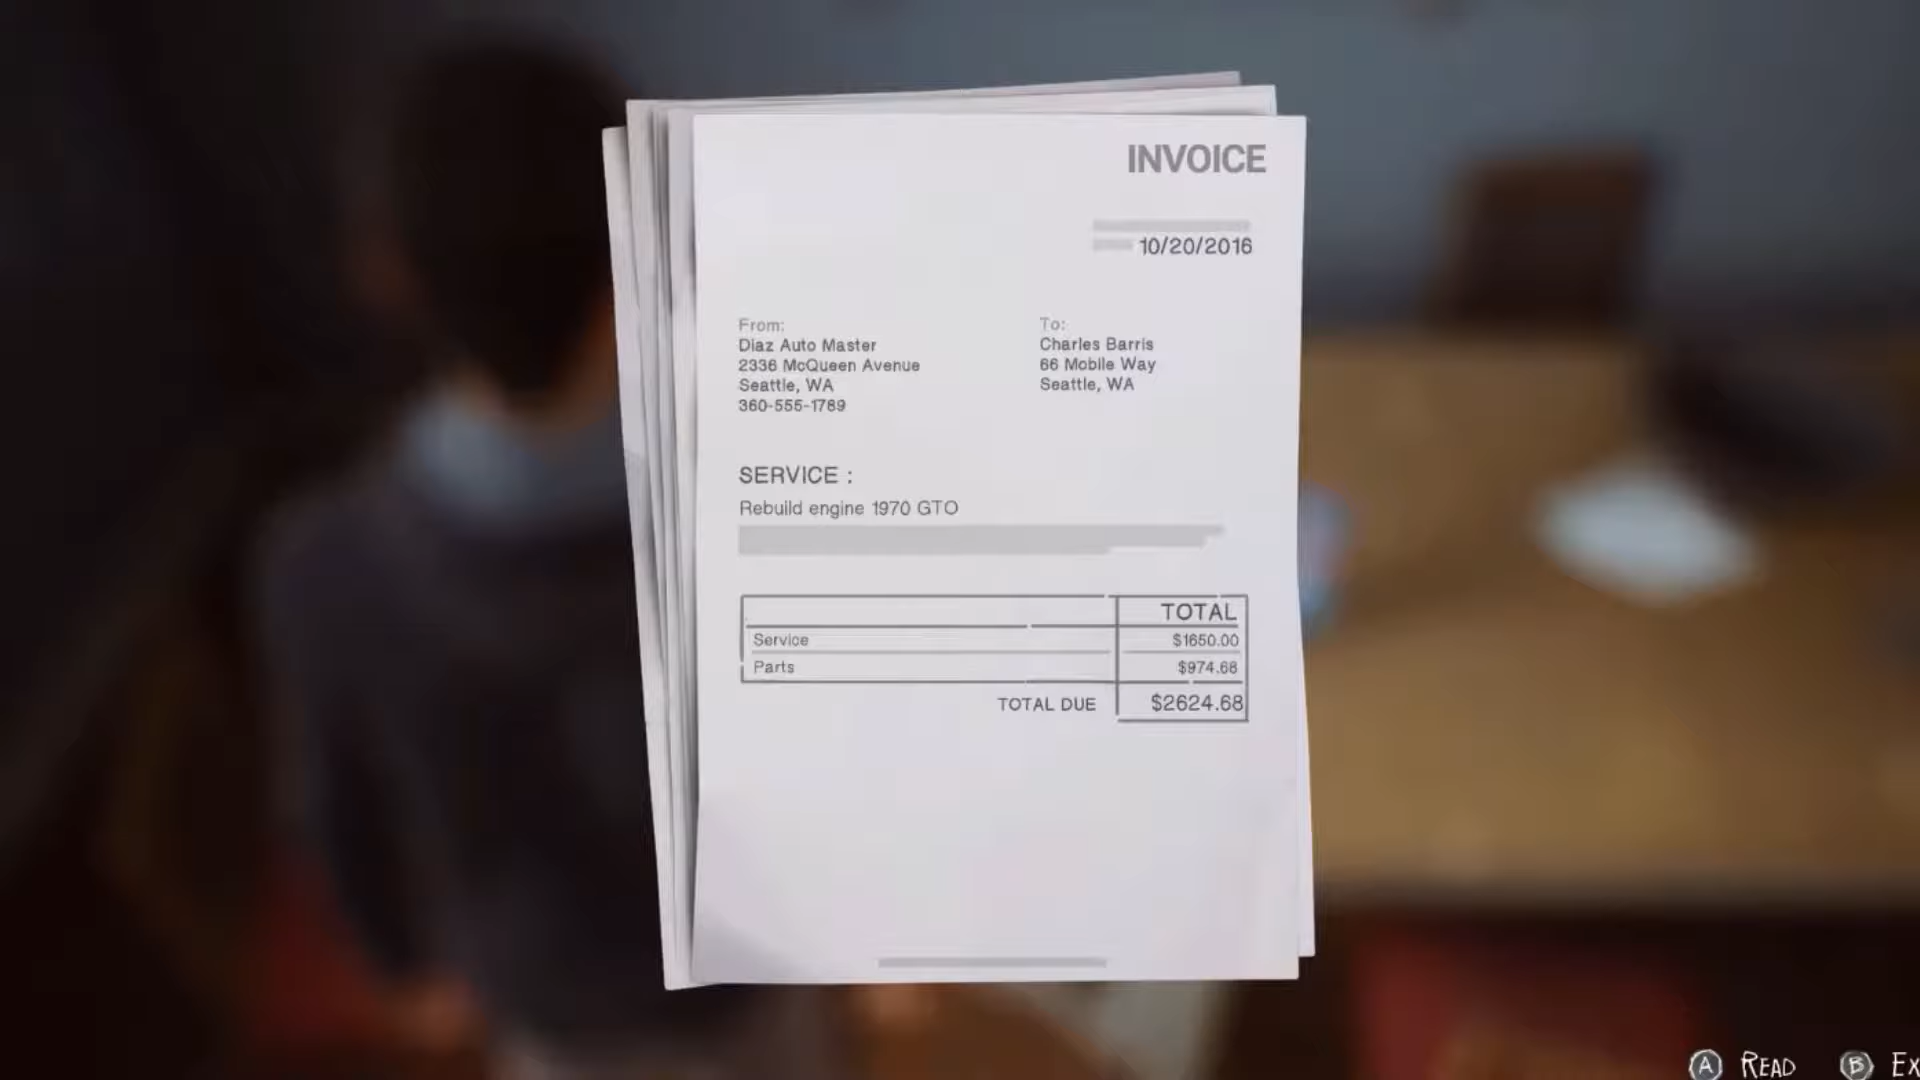 INVOICE
10/20/2016
From:
Diaz Auto Master
2336 McQueen Avenue
Seattle, WA
360-555-1789
To:
Charles Barris
66 Mobile Way
Seattle, WA
SERVICE :
Rebuild engine 1970 GTO
TOTAL
Service $1650.00
Parts $974.68
TOTAL DUE $2624.68
A READ B EX